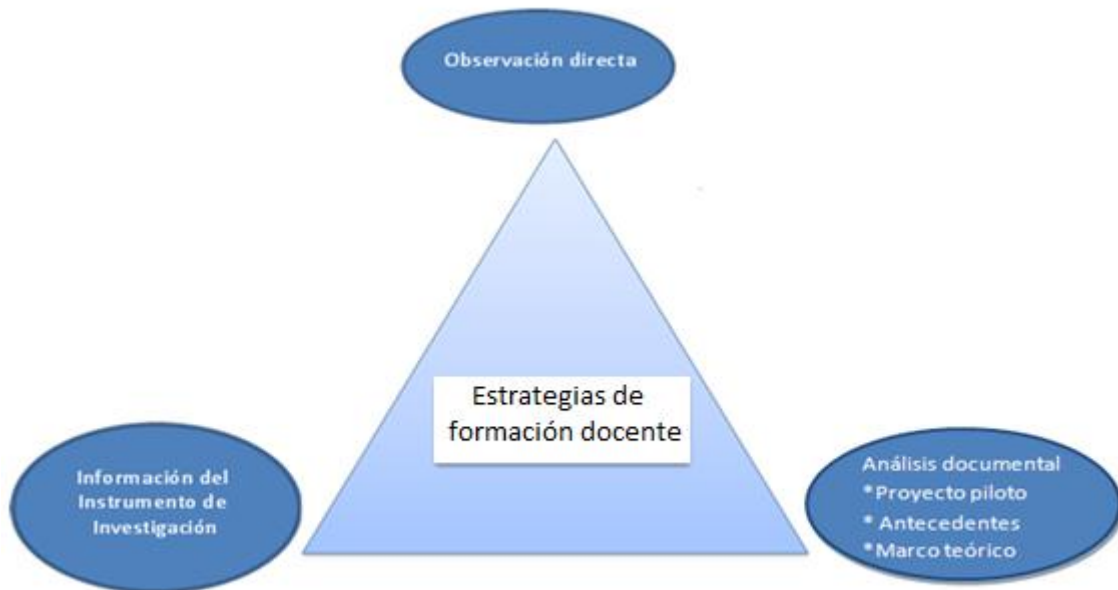 Observación directa
Estrategias de
formación docente
Información del
Instrumento de
Investigación
Análisis documental
*Proyecto piloto
* Antecedentes
*Marco teórico